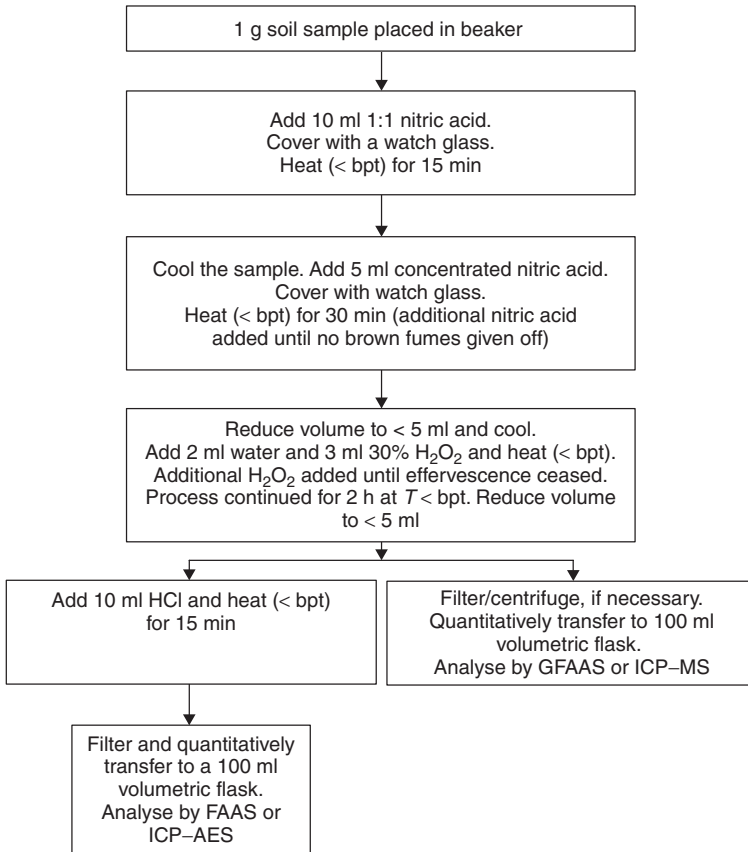 1 g soil sample placed in beaker
Add 10 ml 1:1 nitric acid.
Cover with a watch glass.
Heat (< bpt) for 15 min
Cool the sample. Add 5 ml concentrated nitric acid.
Cover with watch glass.
Heat (< bpt) for 30 min (additional nitric acid
added until no brown fumes given off)
Reduce volume to < 5 ml and cool.
Add 2 ml water and 3 ml 30% H₂O₂ and heat (< bpt).
Additional H₂O₂ added until effervescence ceased.
Process continued for 2 h at T < bpt. Reduce volume
to < 5 ml
Add 10 ml HCl and heat (< bpt)
for 15 min
Filter/centrifuge, if necessary.
Quantitatively transfer to 100 ml
volumetric flask.
Analyse by GFAAS or ICP–MS
Filter and quantitatively
transfer to a 100 ml
volumetric flask.
Analyse by FAAS or
ICP–AES